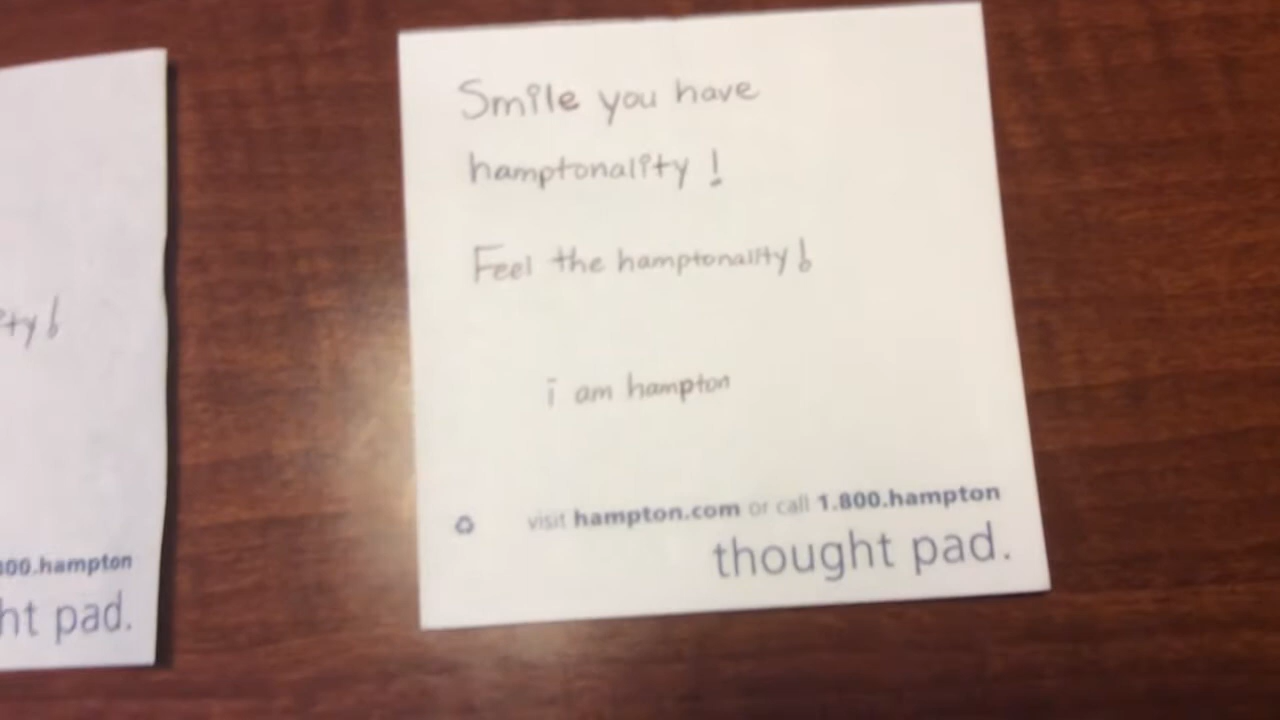 Smile you have
hamptonality !
Feel the hamptonality!
i am hampton
visit hampton.com or call 1.800.hampton
thought pad.
ty!
800.hampton
ht pad.